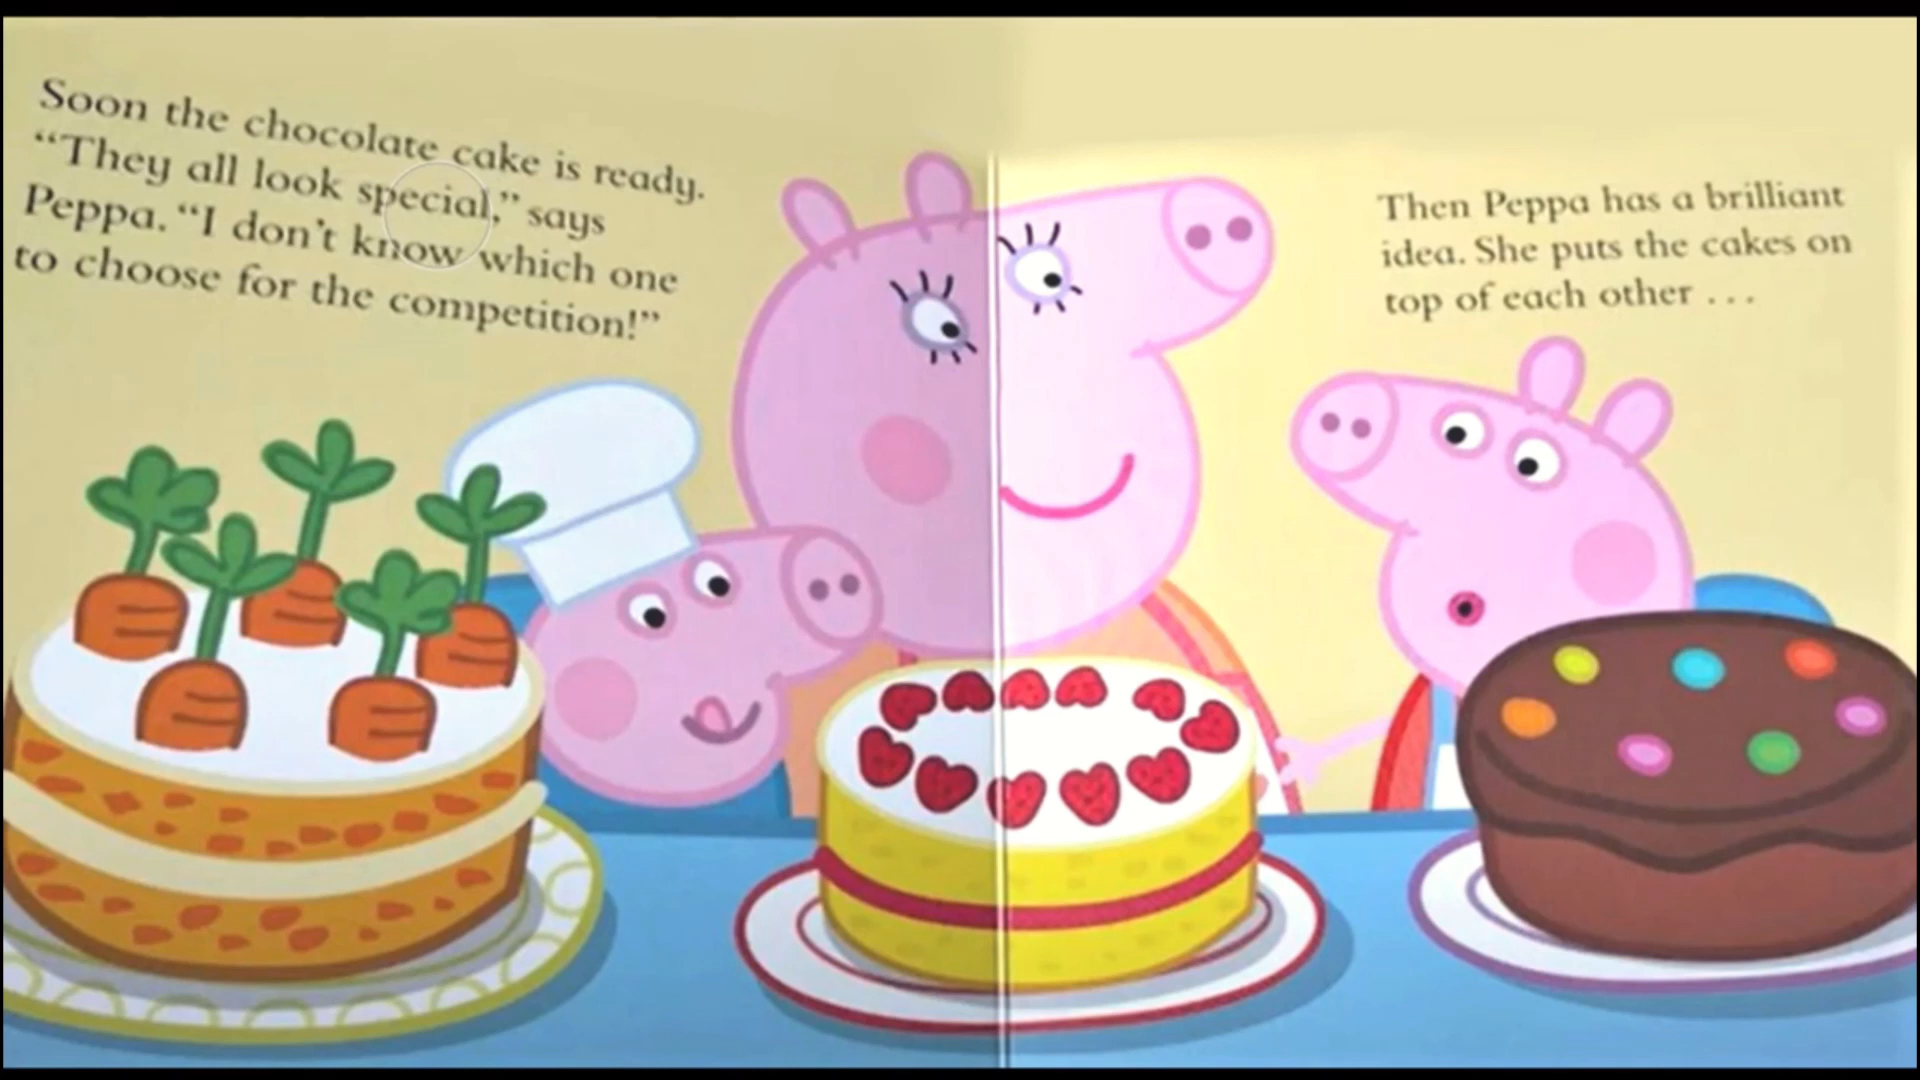 Soon the chocolate cake is ready.
“They all look special,” says
Peppa. “I don’t know which one
to choose for the competition!”
Then Peppa has a brilliant
idea. She puts the cakes on
top of each other . . .